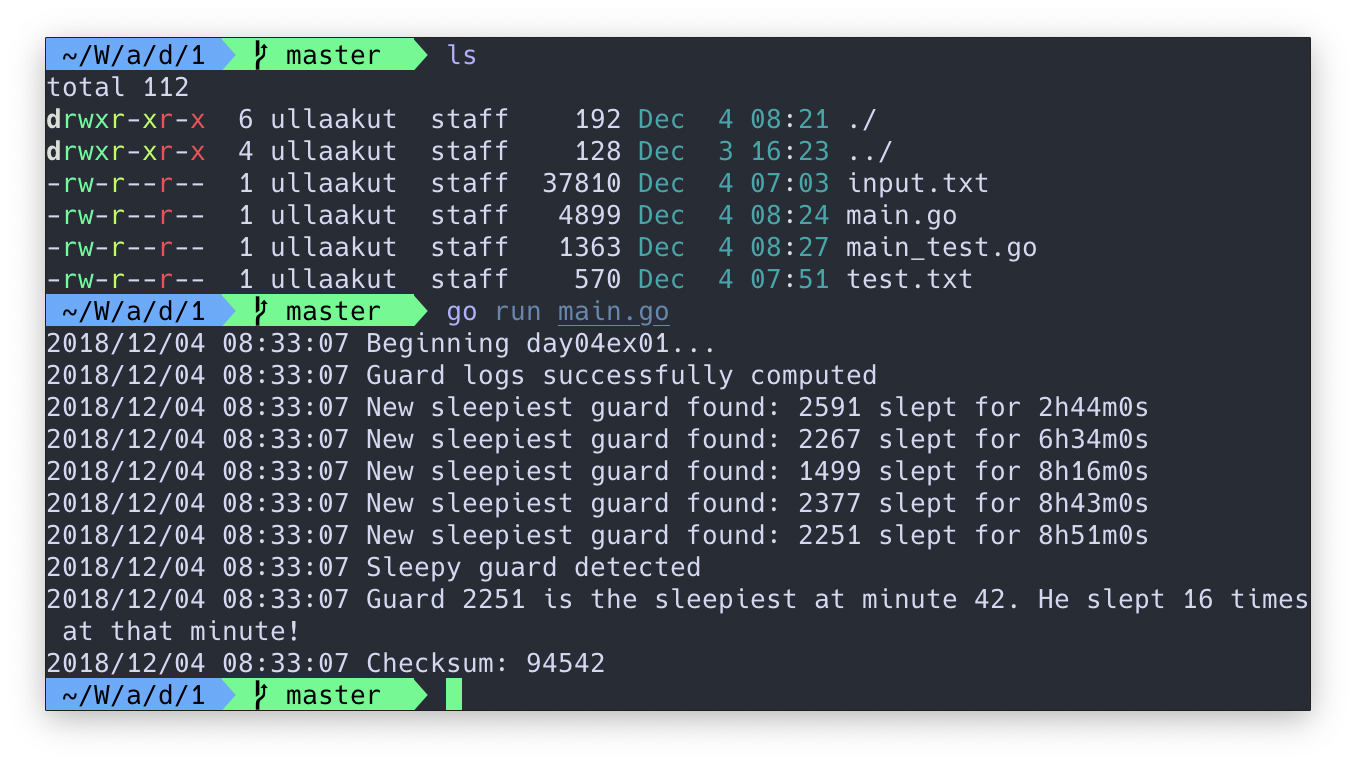 ~/W/a/d/1 master ls
total 112
drwxr-xr-x  6 ullaakut  staff    192 Dec  4 08:21 ./
drwxr-xr-x  4 ullaakut  staff    128 Dec  3 16:23 ../
-rw-r--r--  1 ullaakut  staff  37810 Dec  4 07:03 input.txt
-rw-r--r--  1 ullaakut  staff   4899 Dec  4 08:24 main.go
-rw-r--r--  1 ullaakut  staff   1363 Dec  4 08:27 main_test.go
-rw-r--r--  1 ullaakut  staff    570 Dec  4 07:51 test.txt
~/W/a/d/1 master go run main.go
2018/12/04 08:33:07 Beginning day04ex01...
2018/12/04 08:33:07 Guard logs successfully computed
2018/12/04 08:33:07 New sleepiest guard found: 2591 slept for 2h44m0s
2018/12/04 08:33:07 New sleepiest guard found: 2267 slept for 6h34m0s
2018/12/04 08:33:07 New sleepiest guard found: 1499 slept for 8h16m0s
2018/12/04 08:33:07 New sleepiest guard found: 2377 slept for 8h43m0s
2018/12/04 08:33:07 New sleepiest guard found: 2251 slept for 8h51m0s
2018/12/04 08:33:07 Sleepy guard detected
2018/12/04 08:33:07 Guard 2251 is the sleepiest at minute 42. He slept 16 times
 at that minute!
2018/12/04 08:33:07 Checksum: 94542
~/W/a/d/1 master